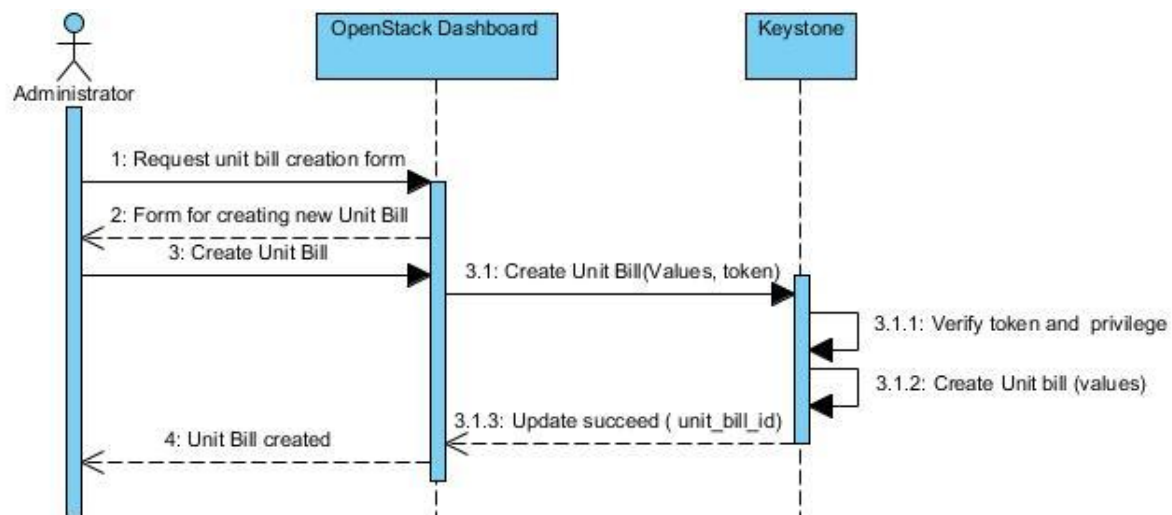 OpenStack Dashboard
Keystone
Administrator
1: Request unit bill creation form
2: Form for creating new Unit Bill
3: Create Unit Bill
3.1: Create Unit Bill(Values, token)
3.1.1: Verify token and privilege
3.1.2: Create Unit bill (values)
3.1.3: Update succeed ( unit_bill_id)
4: Unit Bill created